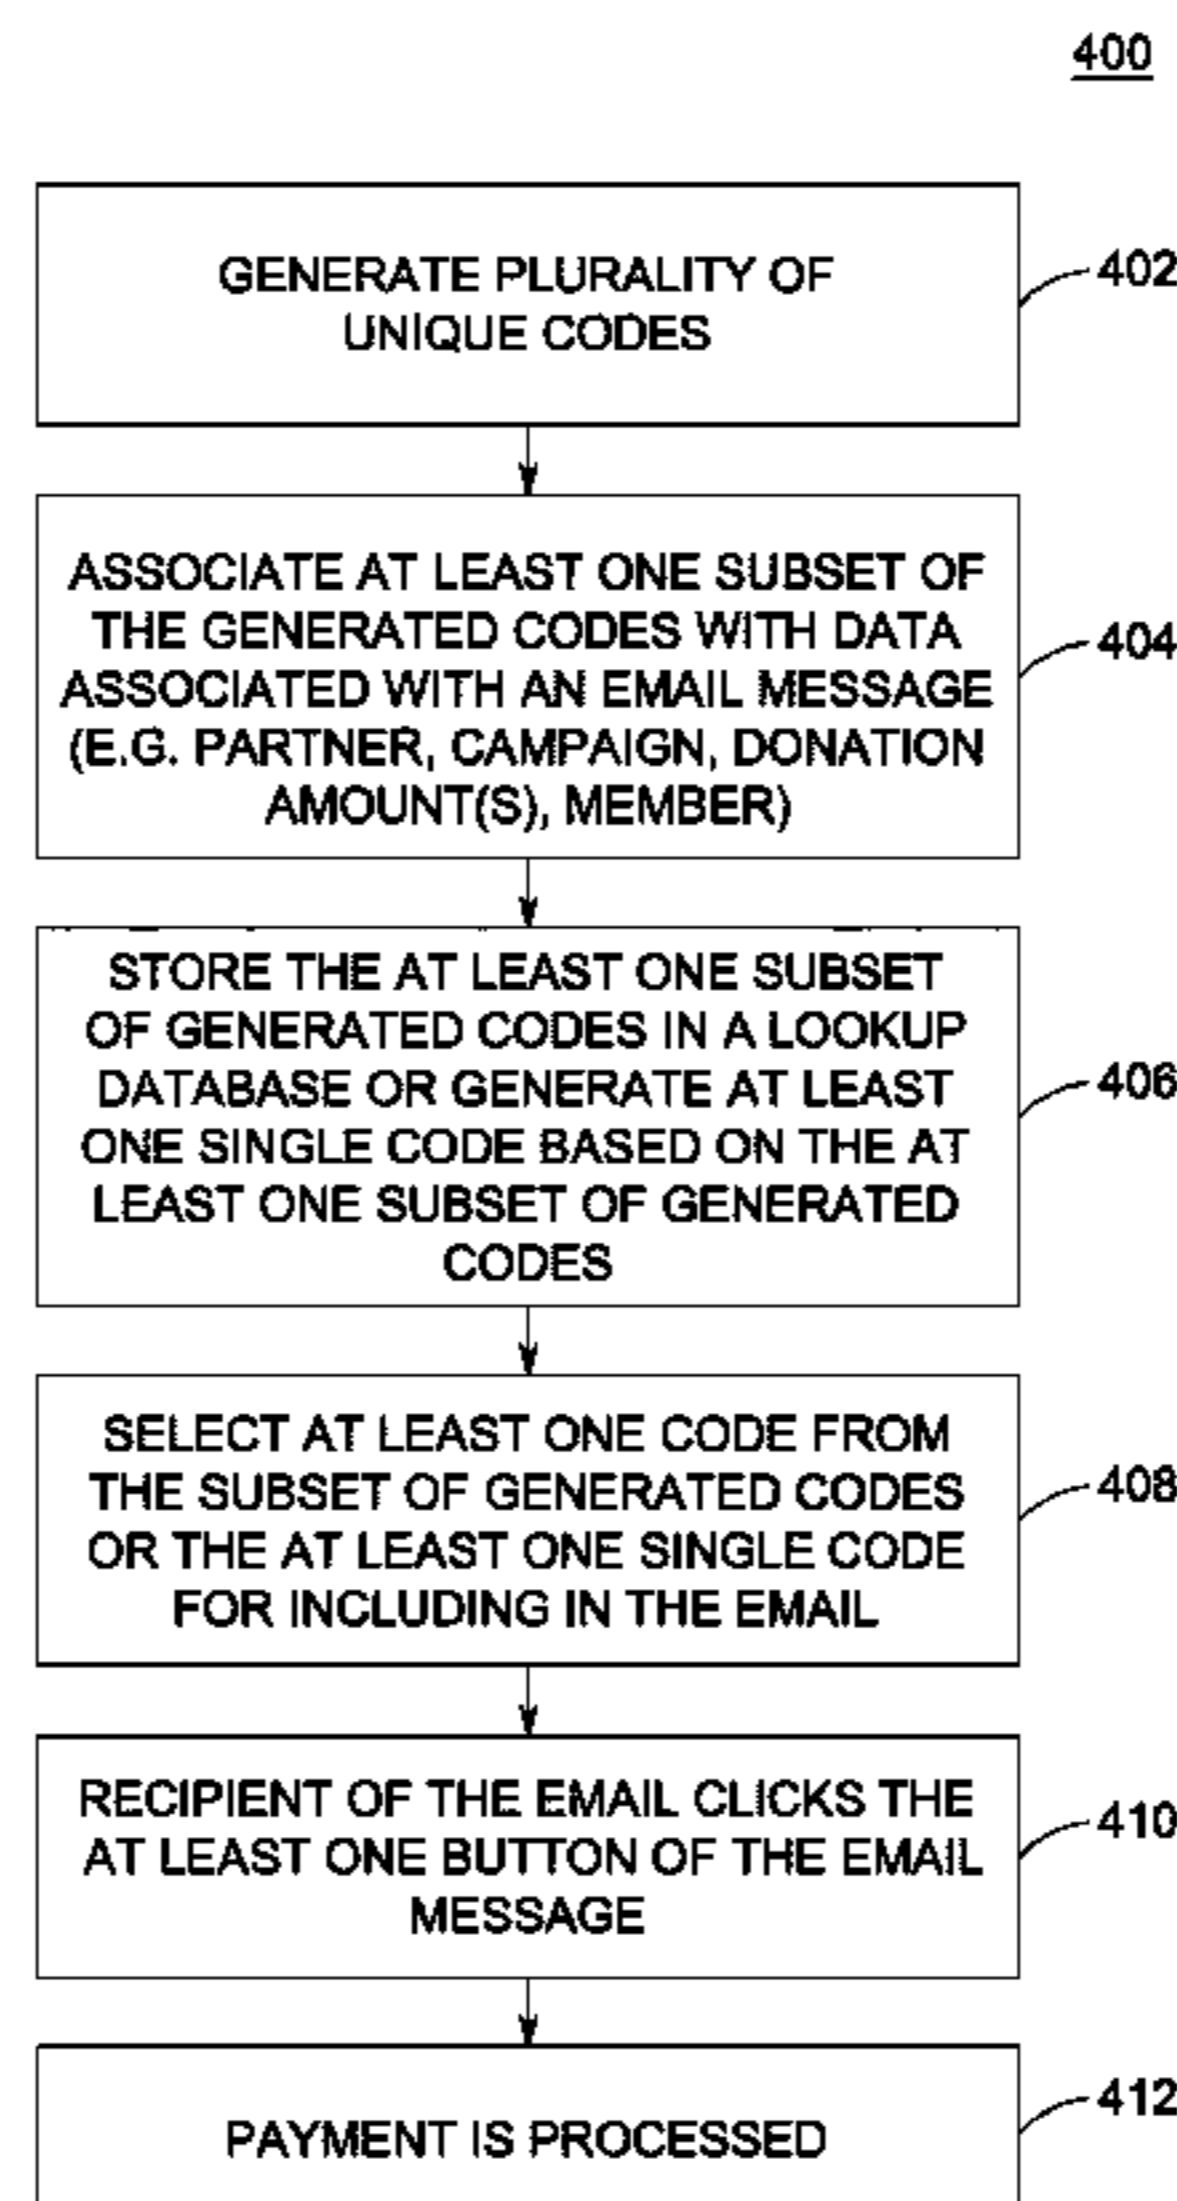 400
GENERATE PLURALITY OF
UNIQUE CODES
402
ASSOCIATE AT LEAST ONE SUBSET OF
THE GENERATED CODES WITH DATA
ASSOCIATED WITH AN EMAIL MESSAGE
(E.G. PARTNER, CAMPAIGN, DONATION
AMOUNT(S), MEMBER)
404
STORE THE AT LEAST ONE SUBSET
OF GENERATED CODES IN A LOOKUP
DATABASE OR GENERATE AT LEAST
ONE SINGLE CODE BASED ON THE AT
LEAST ONE SUBSET OF GENERATED
CODES
406
SELECT AT LEAST ONE CODE FROM
THE SUBSET OF GENERATED CODES
OR THE AT LEAST ONE SINGLE CODE
FOR INCLUDING IN THE EMAIL
408
RECIPIENT OF THE EMAIL CLICKS THE
AT LEAST ONE BUTTON OF THE EMAIL
MESSAGE
410
PAYMENT IS PROCESSED
412